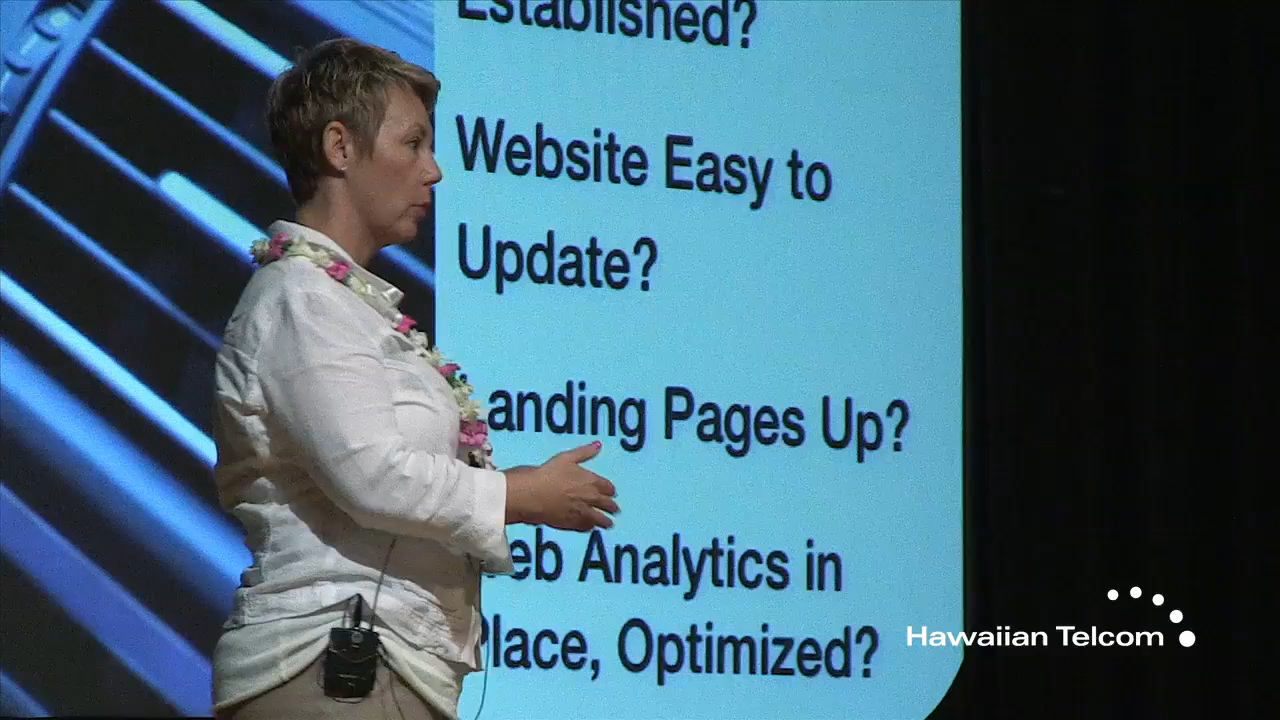 Established?
Website Easy to
Update?
Landing Pages Up?
Web Analytics in
Place, Optimized?
Hawaiian Telcom